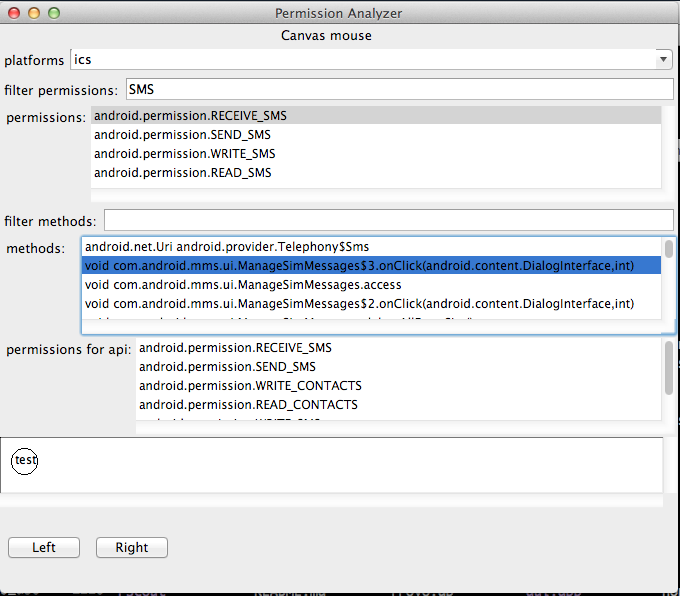 Permission Analyzer
Canvas mouse
platforms ics
filter permissions: SMS
permissions: android.permission.RECEIVE_SMS
android.permission.SEND_SMS
android.permission.WRITE_SMS
android.permission.READ_SMS
filter methods:
methods: android.net.Uri android.provider.Telephony$Sms
void com.android.mms.ui.ManageSimMessages$3.onClick(android.content.DialogInterface,int)
void com.android.mms.ui.ManageSimMessages.access
void com.android.mms.ui.ManageSimMessages$2.onClick(android.content.DialogInterface,int)
permissions for api: android.permission.RECEIVE_SMS
android.permission.SEND_SMS
android.permission.WRITE_CONTACTS
android.permission.READ_CONTACTS
test
Left Right